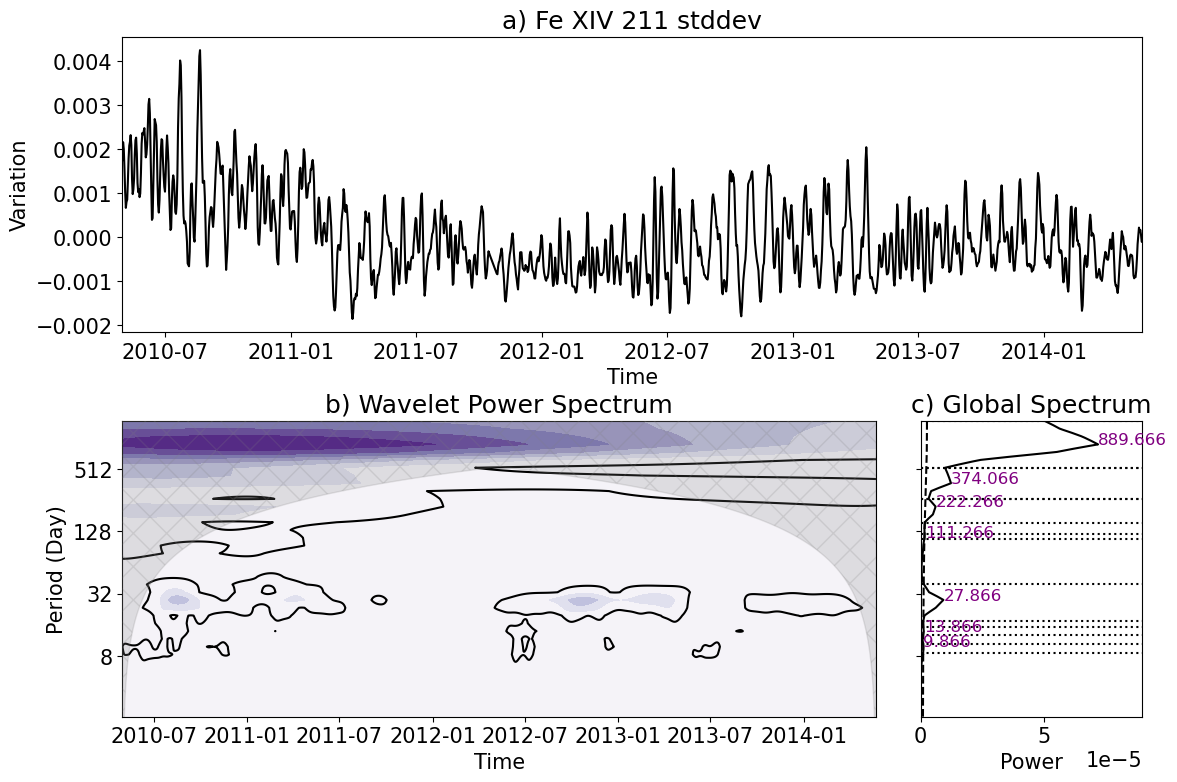 a) Fe XIV 211 stddev
Variation
0.004
0.003
0.002
0.001
0.000
−0.001
−0.002
2010-07 2011-01 2011-07 2012-01 2012-07 2013-01 2013-07 2014-01
Time
b) Wavelet Power Spectrum
Period (Day)
512
128
32
8
2010-07 2011-01 2011-07 2012-01 2012-07 2013-01 2013-07 2014-01
Time
c) Global Spectrum
889.666
374.066
222.266
111.266
27.866
13.866
9.866
0 5
Power 1e−5